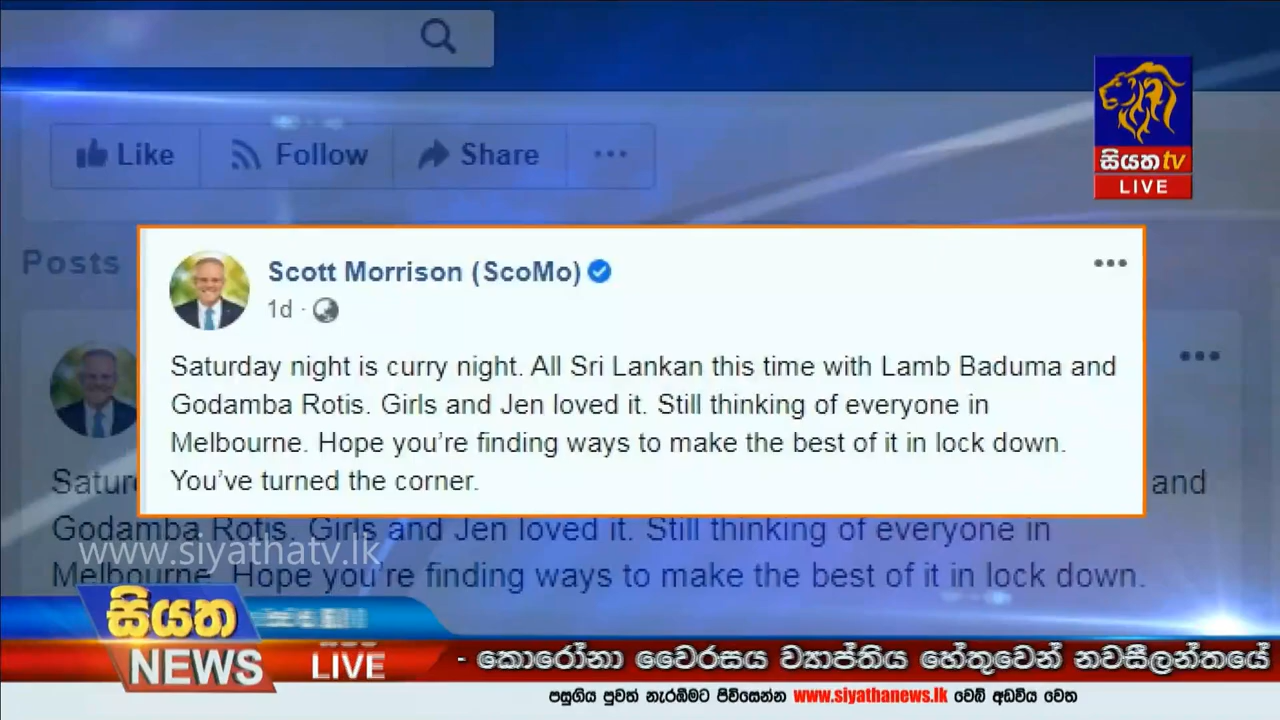 Like Follow Share
සියත tv
LIVE
Posts
Scott Morrison (ScoMo)
1d
Saturday night is curry night. All Sri Lankan this time with Lamb Baduma and
Godamba Rotis. Girls and Jen loved it. Still thinking of everyone in
Melbourne. Hope you’re finding ways to make the best of it in lock down.
You’ve turned the corner.
and
Godamba Rotis. Girls and Jen loved it. Still thinking of everyone in
www.siyathatv.lk
Melbourne. Hope you're finding ways to make the best of it in lock down.
සියත
NEWS LIVE
- කොරෝනා වෛරසය ව්‍යාප්තිය හේතුවෙන් නවසීලන්තයේ
පසුගිය පුවත් නැරඹීමට පිවිසෙන්න www.siyathanews.lk වෙබ් අඩවිය වෙත